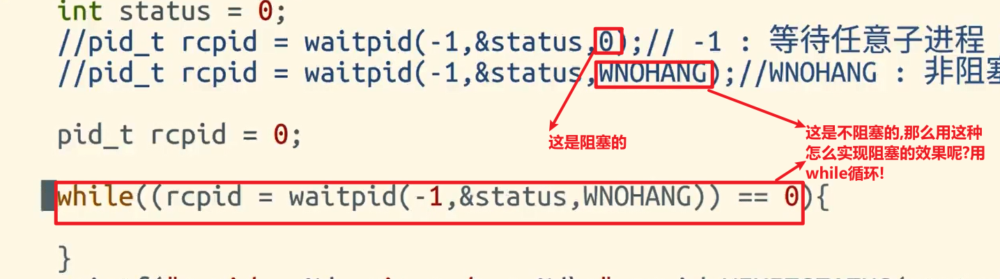 int status = 0;
//pid_t rcpid = waitpid(-1,&status,0);// -1 : 等待任意子进程
//pid_t rcpid = waitpid(-1,&status,WNOHANG);//WNOHANG : 非阻塞
pid_t rcpid = 0;
这是阻塞的
这是不阻塞的,那么用这种
怎么实现阻塞的效果呢?用
while循环!
while((rcpid = waitpid(-1,&status,WNOHANG)) == 0){
}